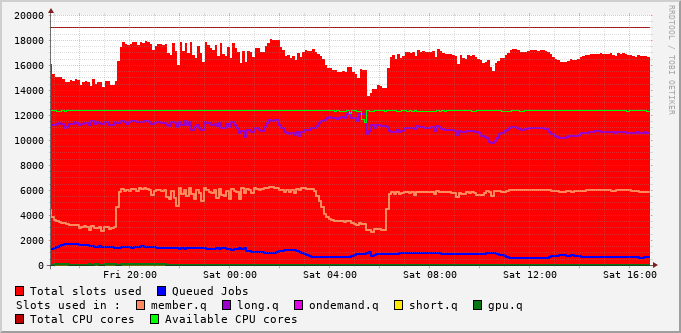 20000
18000
16000
14000
12000
10000
8000
6000
4000
2000
0
Fri 20:00 Sat 00:00 Sat 04:00 Sat 08:00 Sat 12:00 Sat 16:00
Total slots used Queued Jobs
Slots used in : member.q long.q ondemand.q short.q gpu.q
Total CPU cores Available CPU cores
RRDTOOL / TOBI OETIKER